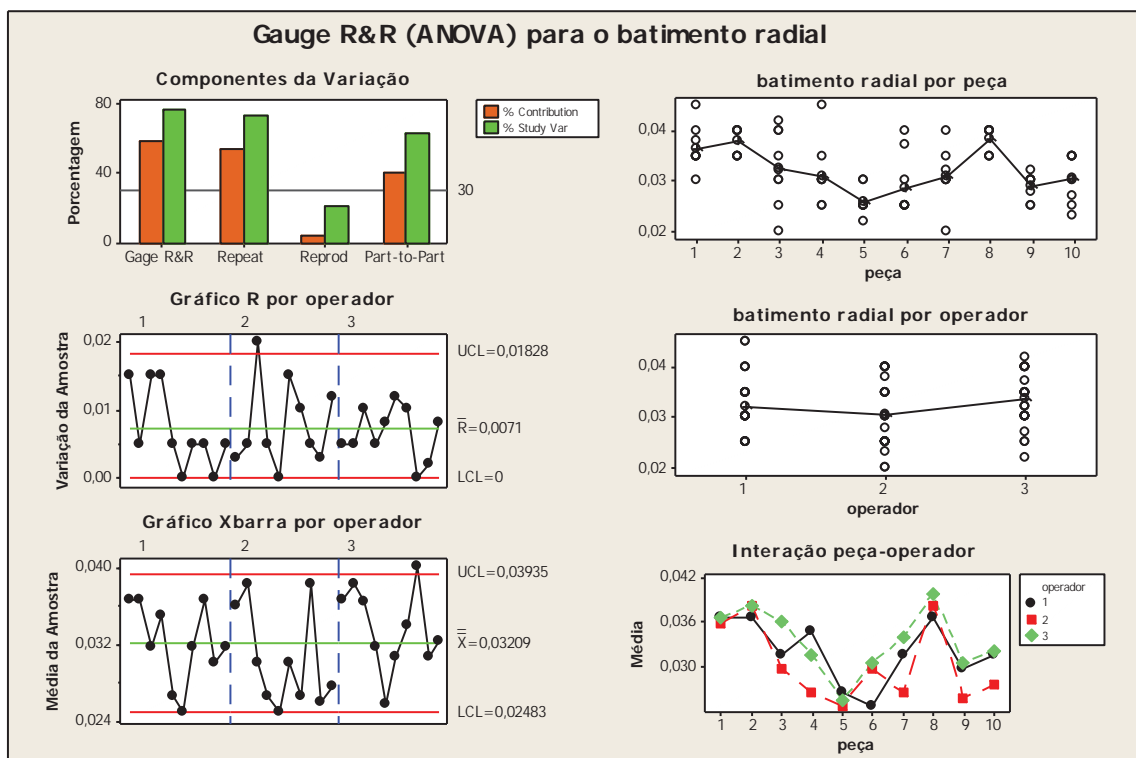 Gauge R&R (ANOVA) para o batimento radial
Componentes da Variação
80
40
0
Porcentagem
30
Gage R&R
Repeat
Reprod
Part-to-Part
% Contribution
% Study Var
Gráfico R por operador
1
2
3
0,02
0,01
0,00
Variação da Amostra
UCL=0,01828
R=0,0071
LCL=0
Gráfico Xbarra por operador
1
2
3
0,040
0,032
0,024
Média da Amostra
UCL=0,03935
X=0,03209
LCL=0,02483
batimento radial por peça
0,04
0,03
0,02
1 2 3 4 5 6 7 8 9 10
peça
batimento radial por operador
0,04
0,03
0,02
1 2 3
operador
Interação peça-operador
0,042
0,036
0,030
Média
1 2 3 4 5 6 7 8 9 10
peça
operador
1
2
3